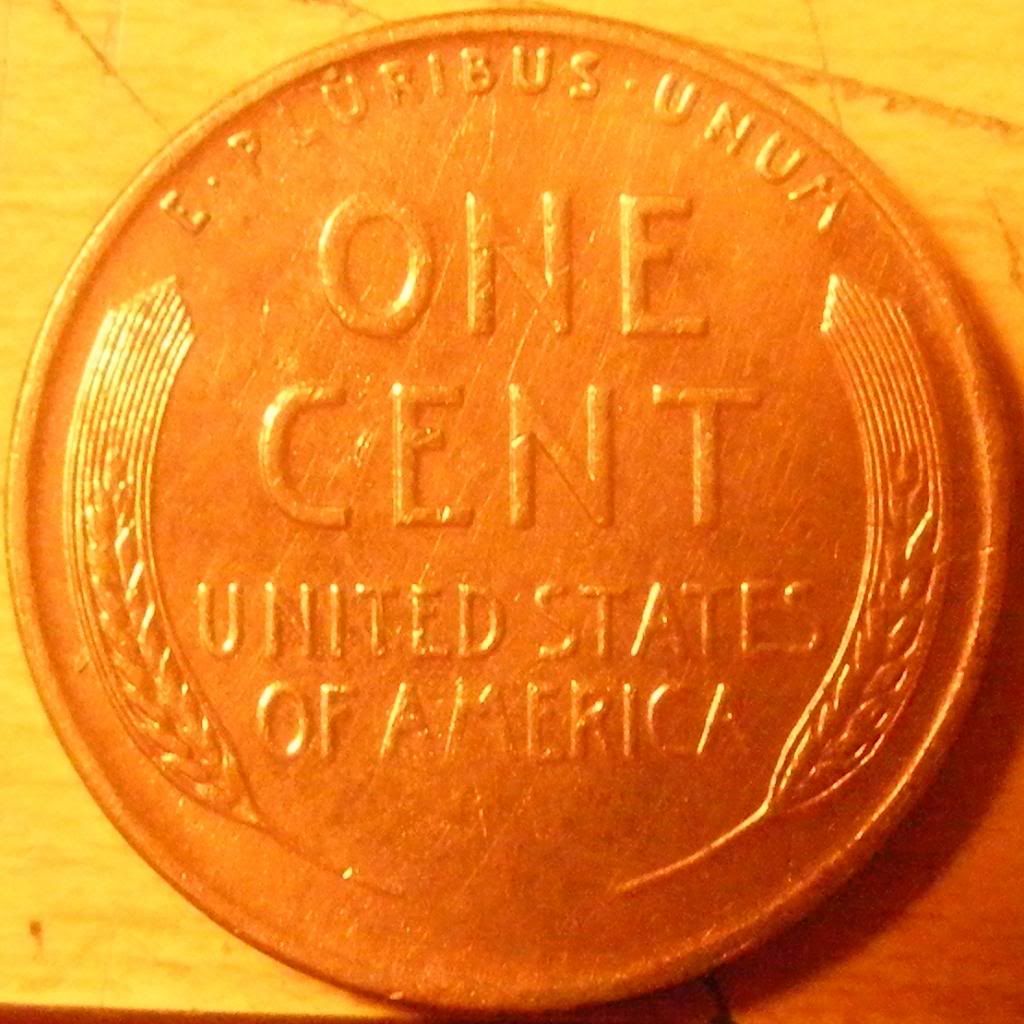 E · PLURIBUS · UNUM
ONE
CENT
UNITED STATES
OF AMERICA